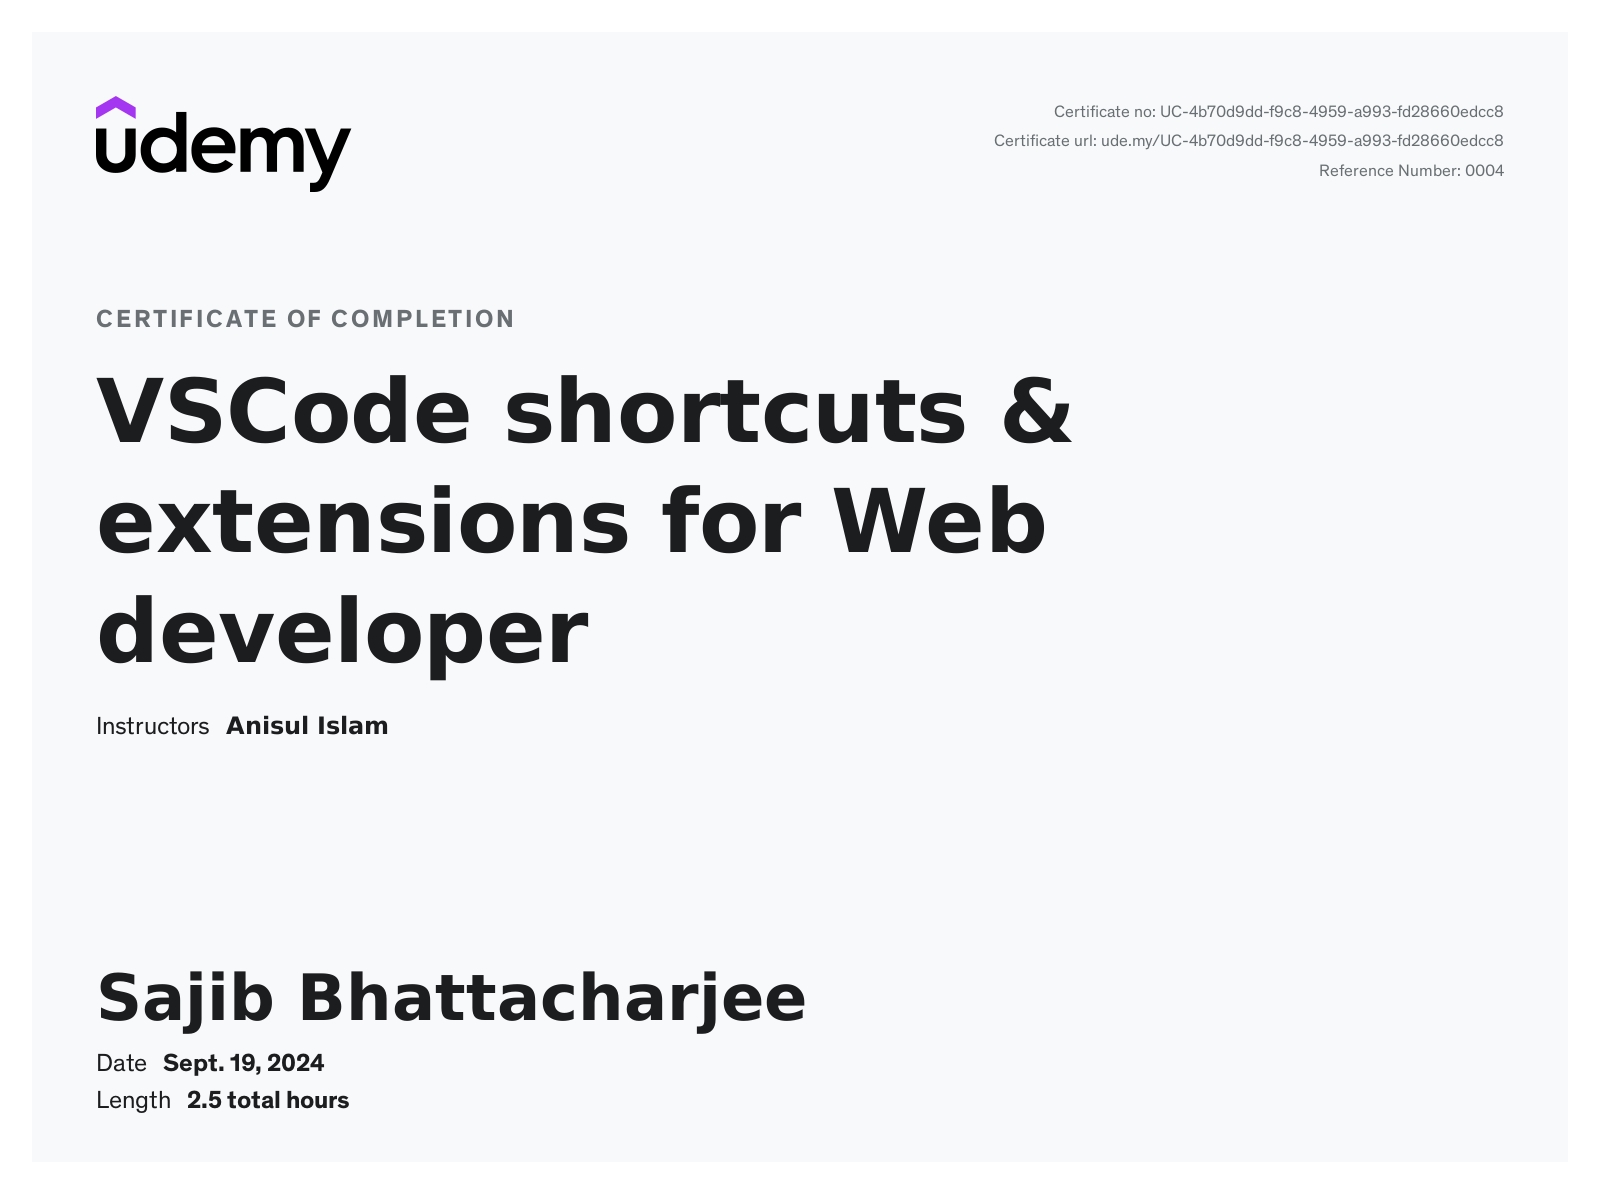 udemy
Certificate no: UC-4b70d9dd-f9c8-4959-a993-fd28660edcc8
Certificate url: ude.my/UC-4b70d9dd-f9c8-4959-a993-fd28660edcc8
Reference Number: 0004
CERTIFICATE OF COMPLETION
VSCode shortcuts &
extensions for Web
developer
Instructors Anisul Islam
Sajib Bhattacharjee
Date Sept. 19, 2024
Length 2.5 total hours